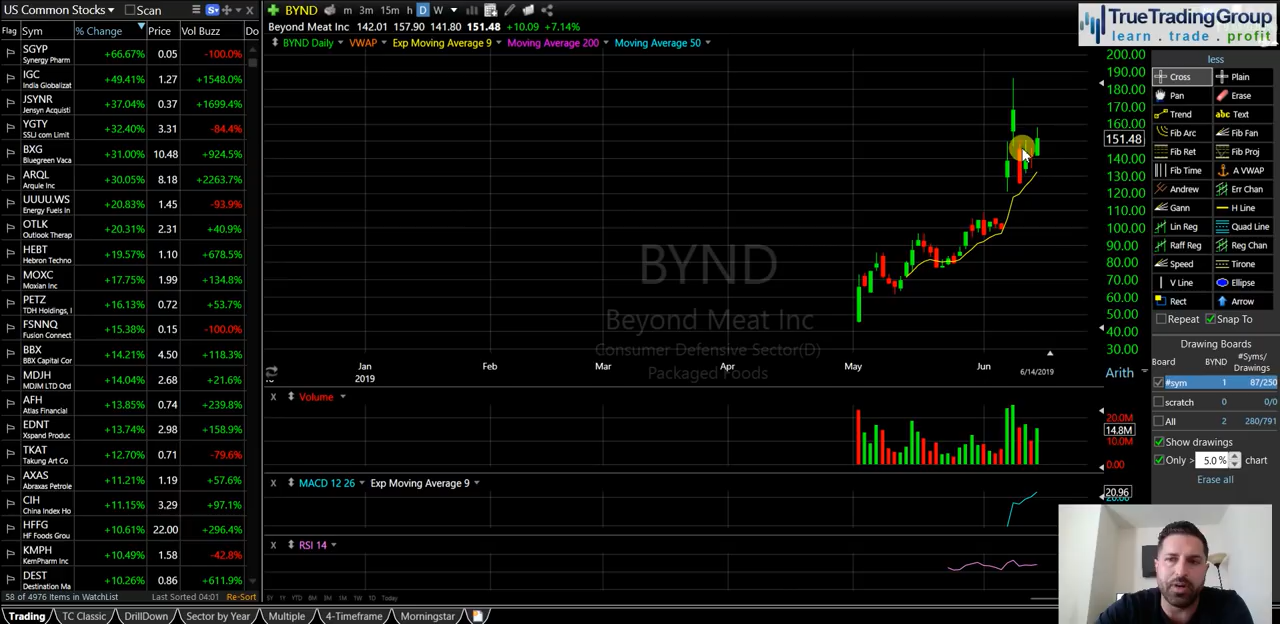 US Common Stocks Scan
Flag Sym % Change Price Vol Buzz Do
SGYP +66.67% 0.05 -100.0%
Synergy Pharm
IGC +49.41% 1.27 +1548.0%
India Globalizat
JSYNR +37.04% 0.37 +1699.4%
Jensyn Acquisti
YGTY +32.40% 3.31 -84.4%
SSLJ com Limit
BXG +31.00% 10.48 +924.5%
Bluegreen Vaca
ARQL +30.05% 8.18 +2263.7%
Arqule Inc
UUUU.WS +20.83% 1.45 -93.9%
Energy Fuels In
OTLK +20.31% 2.31 +40.9%
Outlook Therap
HEBT +19.57% 1.10 +678.5%
Hebron Techno
MOXC +17.75% 1.99 +134.8%
Moxian Inc
PETZ +16.13% 0.72 +53.7%
TDH Holdings, I
FSNNQ +15.38% 0.15 -100.0%
Fusion Connect
BBX +14.21% 4.50 +118.3%
BBX Capital Cor
MDJH +14.04% 2.68 +21.6%
MDJM LTD Ord
AFH +13.85% 0.74 +239.8%
Atlas Financial
EDNT +13.74% 2.98 +158.9%
Xspand Produc
TKAT +12.70% 0.71 -79.6%
Takung Art Co
AXAS +11.21% 1.19 +57.6%
Abraxas Petrole
CIH +11.15% 3.29 +97.1%
China Index Ho
HFFG +10.61% 22.00 +296.4%
HF Foods Grou
KMPH +10.49% 1.58 -42.8%
KemPharm Inc
DEST +10.26% 0.86 +611.9%
Destination Ma
58 of 4976 in WatchList Last Sorted 04:01 Re-Sort
BYND m 3m 15m h D W
Beyond Meat Inc 142.01 157.90 141.80 151.48 +10.09 +7.14%
BYND Daily VWAP Exp Moving Average 9 Moving Average 200 Moving Average 50
BYND
Beyond Meat Inc
Consumer Defensive Sector(D)
Packaged Foods
200.00
190.00
180.00
170.00
160.00
151.48
140.00
130.00
120.00
110.00
100.00
90.00
80.00
70.00
60.00
50.00
40.00
30.00
Jan Feb Mar Apr May Jun
2019 6/14/2019
Arith
X Volume
20.0M
14.8M
10.0M
0.00
X MACD 12 26 Exp Moving Average 9
20.96
X RSI 14
Today
TrueTradingGroup
learn . trade . profit
less
Cross Plain
Pan Erase
Trend abc Text
Fib Arc Fib Fan
Fib Ret Fib Proj
Fib Time A VWAP
Andrew Err Chan
Gann H Line
Lin Reg Quad Line
Raff Reg Reg Chan
Speed Tirone
V Line Ellipse
Rect Arrow
Repeat Snap To
Drawing Boards
Board BYND #Syms/
Drawings
#sym 1 87/250
scratch 0 0/0
All 2 280/791
Show drawings
Only > 5.0 % chart
Erase all
Trading TC Classic DrillDown Sector by Year Multiple 4-Timeframe Morningstar